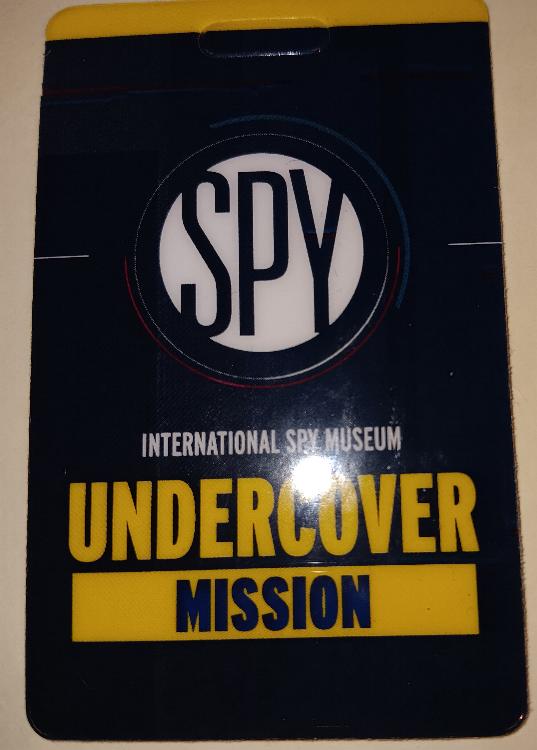 SPY
INTERNATIONAL SPY MUSEUM
UNDERCOVER
MISSION